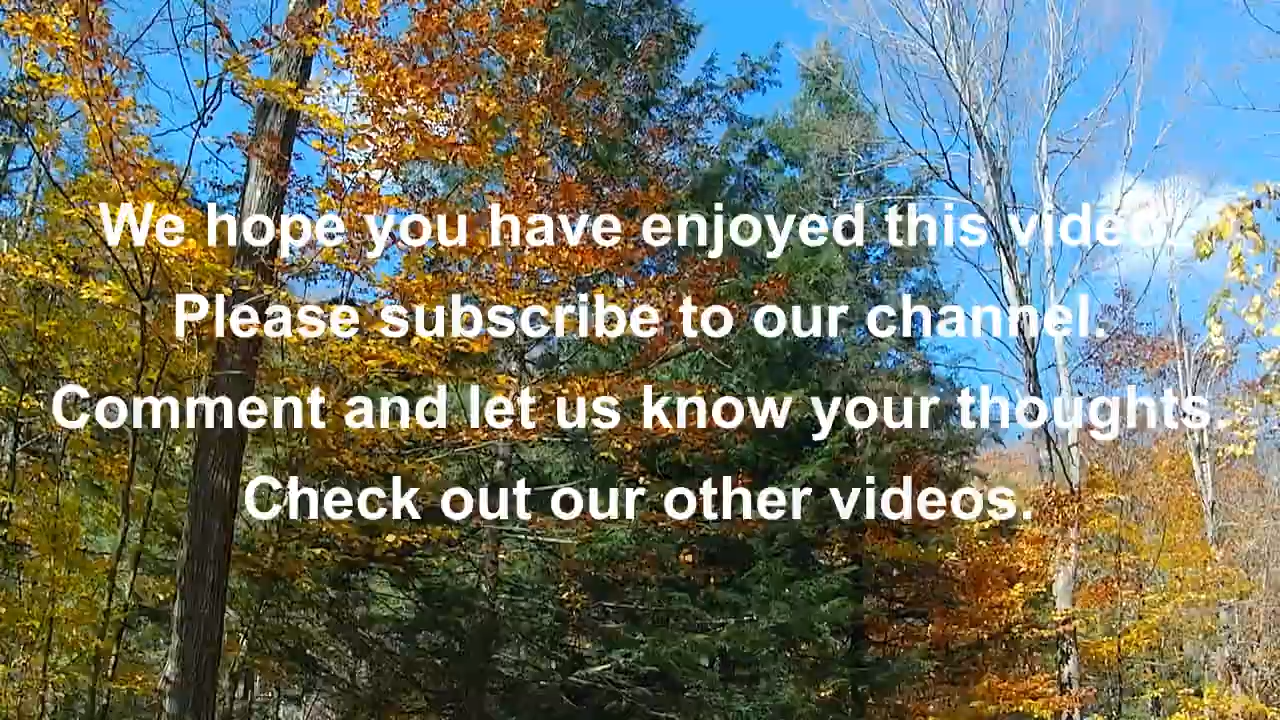 We hope you have enjoyed this video.
Please subscribe to our channel.
Comment and let us know your thoughts.
Check out our other videos.